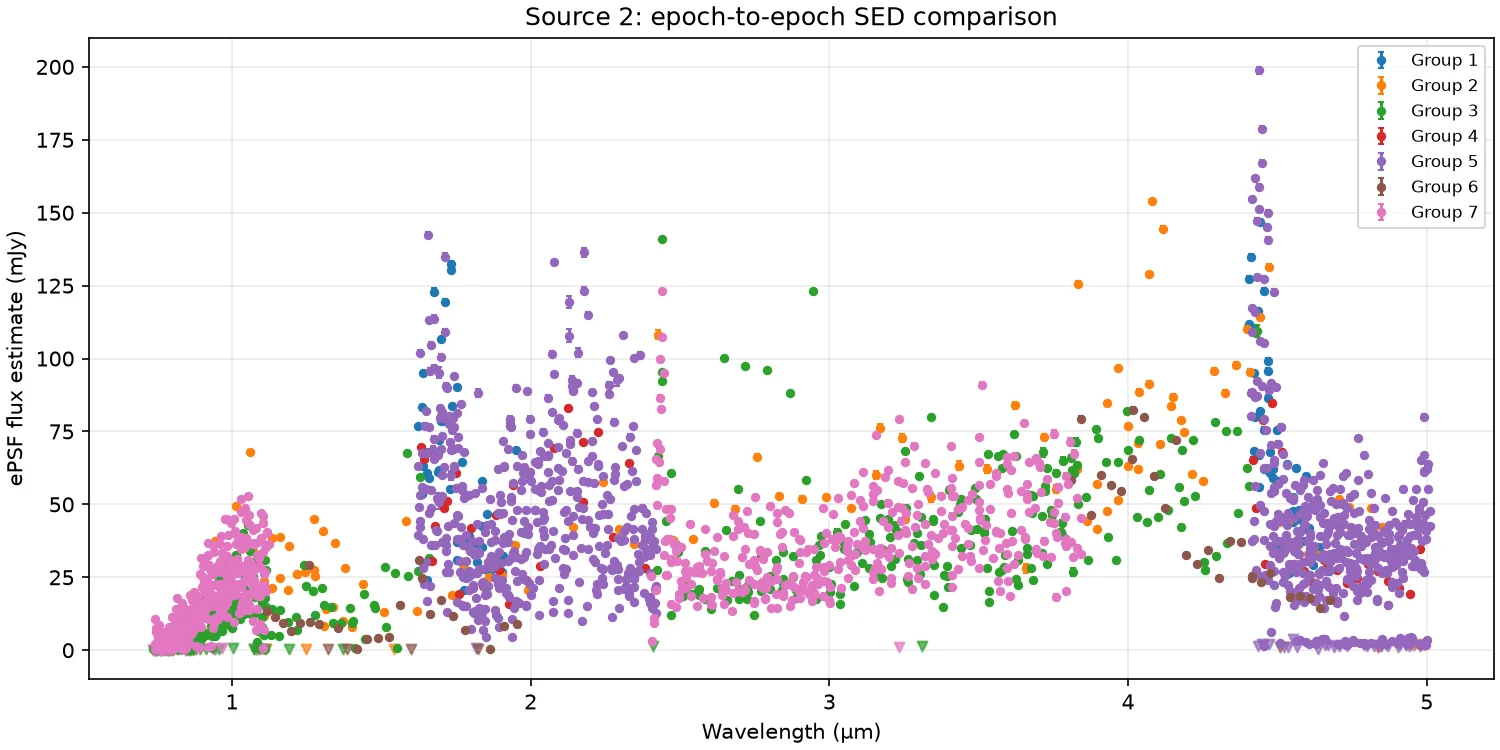 Source 2: epoch-to-epoch SED comparison
200
175
150
125
100
75
50
25
0
ePSF flux estimate (mJy)
1
2
3
4
5
Wavelength (µm)
Group 1
Group 2
Group 3
Group 4
Group 5
Group 6
Group 7